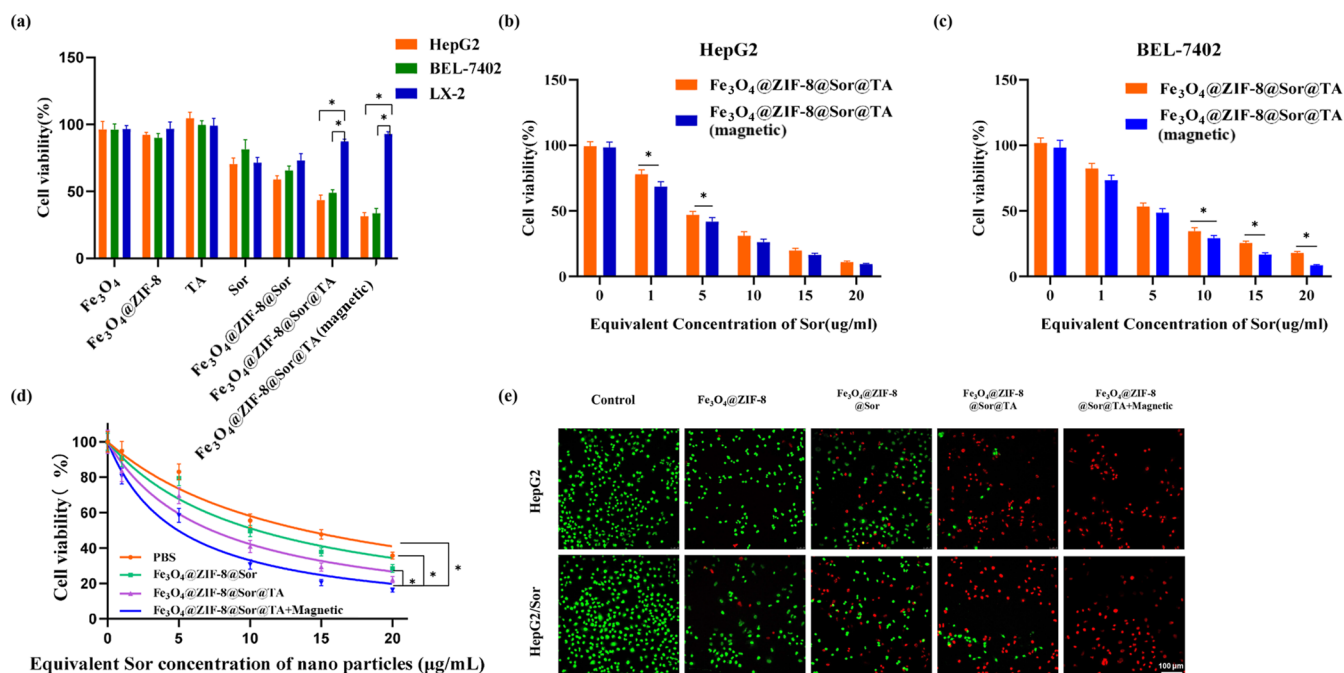 (a)
Cell viability(%)
150
100
50
0
HepG2
BEL-7402
LX-2
*
*
*
*
Fe₃O₄
Fe₃O₄@ZIF-8
TA
Sor
Fe₃O₄@ZIF-8@Sor
Fe₃O₄@ZIF-8@Sor@TA
Fe₃O₄@ZIF-8@Sor@TA(magnetic)
(b)
HepG2
Cell viability(%)
150
100
50
0
Fe₃O₄@ZIF-8@Sor@TA
Fe₃O₄@ZIF-8@Sor@TA
(magnetic)
*
*
0 1 5 10 15 20
Equivalent Concentration of Sor(ug/ml)
(c)
BEL-7402
Cell viability(%)
150
100
50
0
Fe₃O₄@ZIF-8@Sor@TA
Fe₃O₄@ZIF-8@Sor@TA
(magnetic)
*
*
*
0 1 5 10 15 20
Equivalent Concentration of Sor(ug/ml)
(d)
Cell viability( %)
100
80
60
40
20
0
PBS
Fe₃O₄@ZIF-8@Sor
Fe₃O₄@ZIF-8@Sor@TA
Fe₃O₄@ZIF-8@Sor@TA+Magnetic
*
*
*
0 5 10 15 20
Equivalent Sor concentration of nano particles (μg/mL)
(e)
Control
Fe₃O₄@ZIF-8
Fe₃O₄@ZIF-8
@Sor
Fe₃O₄@ZIF-8
@Sor@TA
Fe₃O₄@ZIF-8
@Sor@TA+Magnetic
HepG2
HepG2/Sor
100 μm